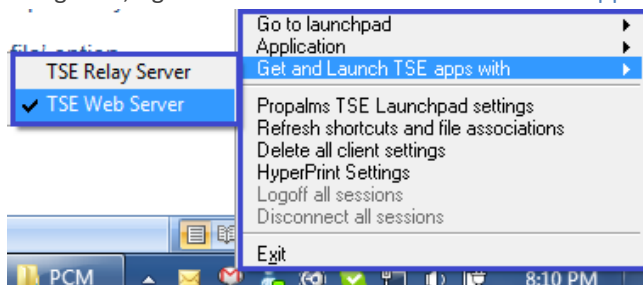 Go to launchpad
Application
Get and Launch TSE apps with
TSE Relay Server
TSE Web Server
Propalms TSE Launchpad settings
Refresh shortcuts and file associations
Delete all client settings
HyperPrint Settings
Logoff all sessions
Disconnect all sessions
Exit
PCM
8:10 PM